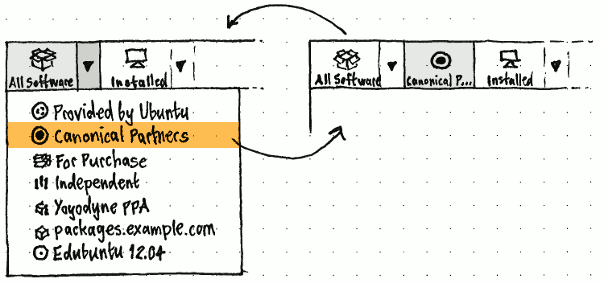 All Software
Installed
Provided by Ubuntu
Canonical Partners
For Purchase
Independent
Yoyodyne PPA
packages.example.com
Edubuntu 12.04
All Software
Canonical P...
Installed